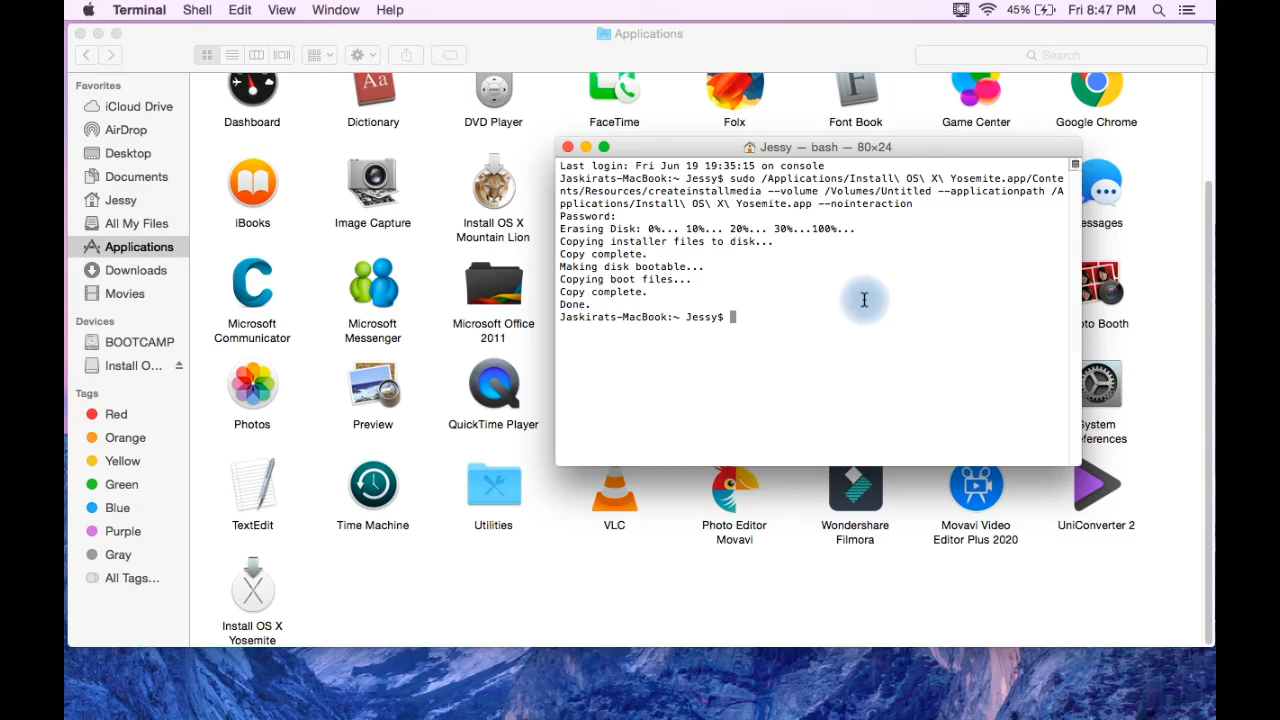 Terminal Shell Edit View Window Help 45% Fri 8:47 PM
Applications
Search
Favorites
iCloud Drive
AirDrop
Desktop
Documents
Jessy
All My Files
Applications
Downloads
Movies
Devices
BOOTCAMP
Install O...
Tags
Red
Orange
Yellow
Green
Blue
Purple
Gray
All Tags...
Aa
F
Dashboard Dictionary DVD Player FaceTime Folx Font Book Game Center Google Chrome
iBooks Image Capture Install OS X
Mountain Lion
essages
Microsoft
Communicator
Microsoft
Messenger
Microsoft Office
2011
oto Booth
Photos Preview QuickTime Player
System
erences
TextEdit Time Machine Utilities VLC
Photo Editor
Movavi
Wondershare
Filmora
Movavi Video
Editor Plus 2020
UniConverter 2
Install OS X
Yosemite
Jessy — bash — 80×24
Last login: Fri Jun 19 19:35:15 on console
Jaskirats-MacBook:~ Jessy$ sudo /Applications/Install\ OS\ X\ Yosemite.app/Conte
nts/Resources/createinstallmedia --volume /Volumes/Untitled --applicationpath /A
pplications/Install\ OS\ X\ Yosemite.app --nointeraction
Password:
Erasing Disk: 0%... 10%... 20%... 30%...100%...
Copying installer files to disk...
Copy complete.
Making disk bootable...
Copying boot files...
Copy complete.
Done.
Jaskirats-MacBook:~ Jessy$